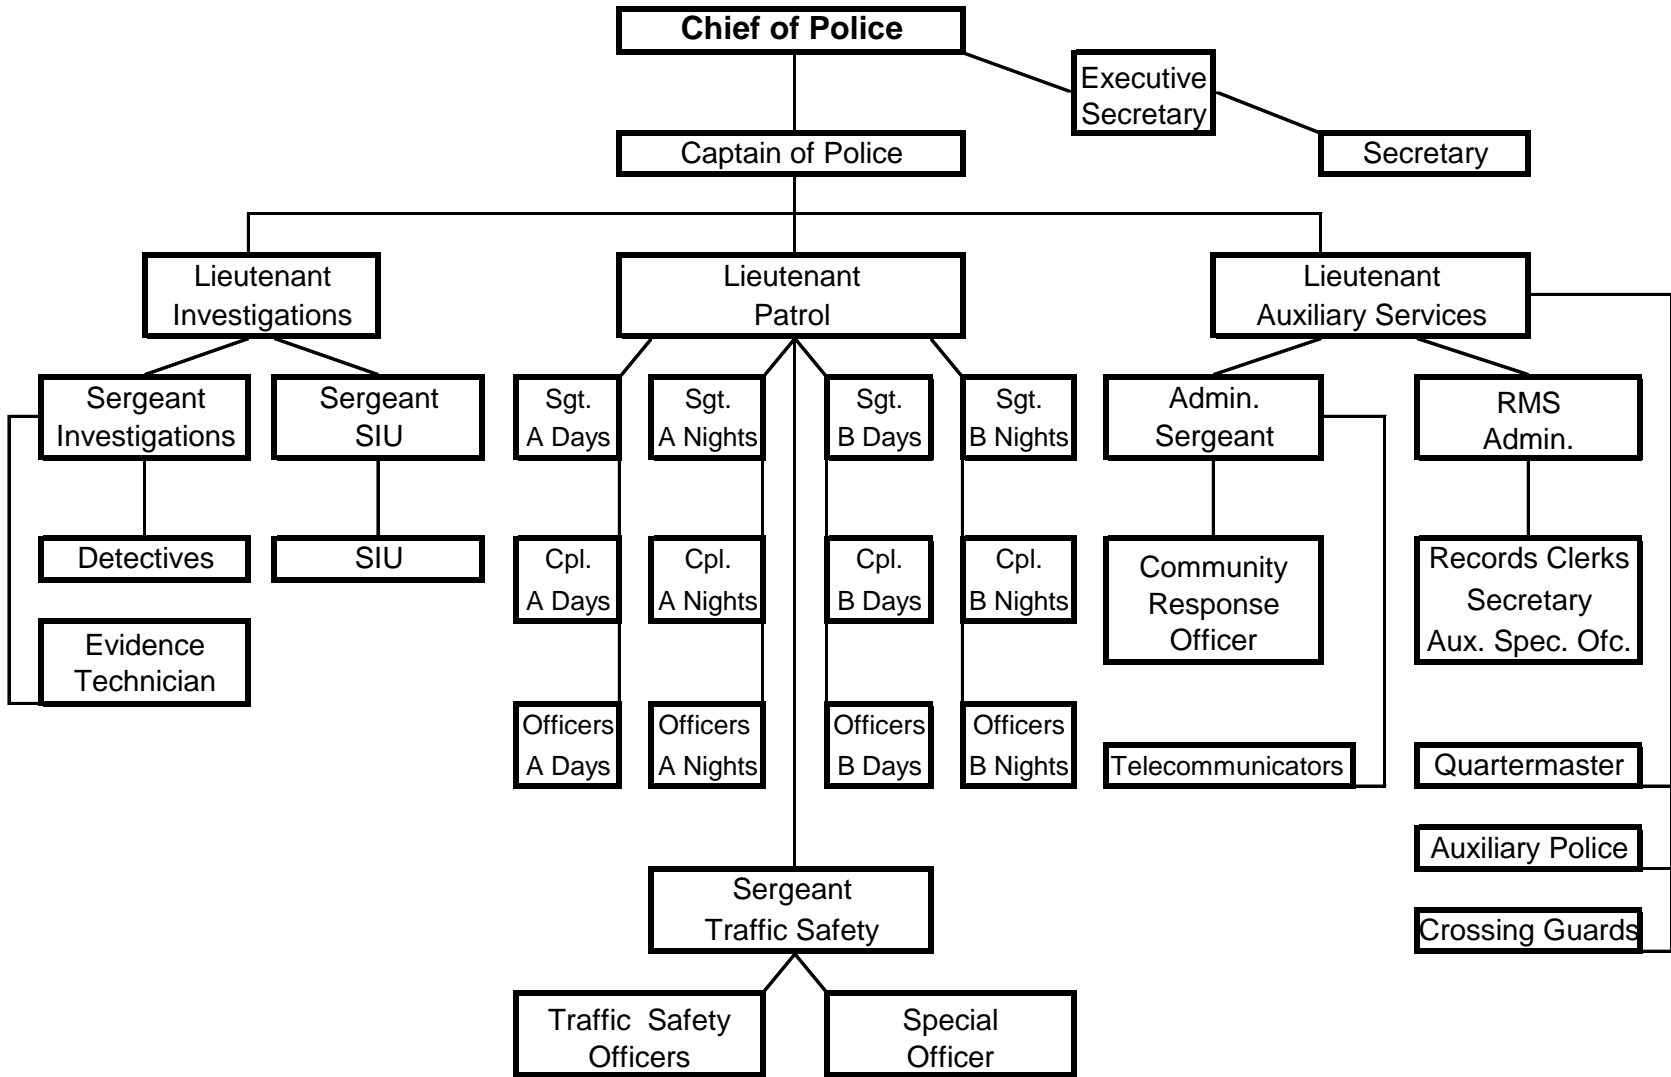 Chief of Police
Executive
Secretary
Captain of Police
Secretary
Lieutenant
Investigations
Lieutenant
Patrol
Lieutenant
Auxiliary Services
Sergeant
Investigations
Sergeant
SIU
Sgt.
A Days
Sgt.
A Nights
Sgt.
B Days
Sgt.
B Nights
Admin.
Sergeant
RMS
Admin.
Detectives
SIU
Cpl.
A Days
Cpl.
A Nights
Cpl.
B Days
Cpl.
B Nights
Community
Response
Officer
Records Clerks
Secretary
Aux. Spec. Ofc.
Evidence
Technician
Officers
A Days
Officers
A Nights
Officers
B Days
Officers
B Nights
Telecommunicators
Quartermaster
Auxiliary Police
Crossing Guards
Sergeant
Traffic Safety
Traffic Safety
Officers
Special
Officer